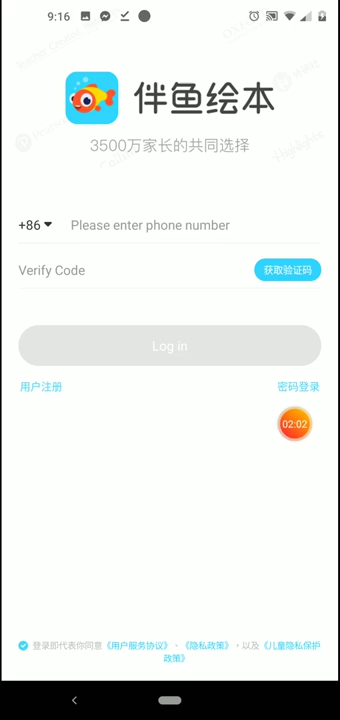 9:16
伴鱼绘本
3500万家长的共同选择
Highlights
+86 Please enter phone number
Verify Code 获取验证码
Log in
用户注册 密码登录
02:02
登录即代表你同意《用户服务协议》、《隐私政策》，以及《儿童隐私保护
政策》